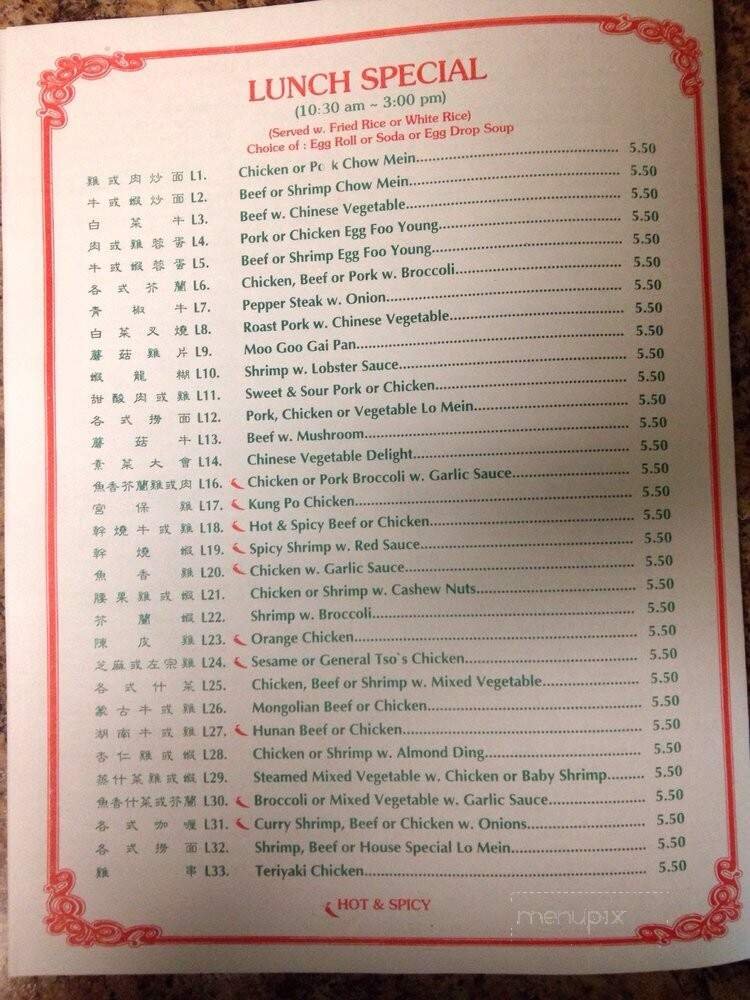 LUNCH SPECIAL
(10:30 am ~ 3:00 pm)
(Served w. Fried Rice or White Rice)
Choice of : Egg Roll or Soda or Egg Drop Soup
雞或肉炒面 L1. Chicken or Po k Chow Mein 5.50
牛或蝦炒面 L2. Beef or Shrimp Chow Mein 5.50
白菜牛 L3. Beef w. Chinese Vegetable 5.50
肉或雞蓉蛋 L4. Pork or Chicken Egg Foo Young 5.50
牛或蝦蓉蛋 L5. Beef or Shrimp Egg Foo Young 5.50
各式芥蘭 L6. Chicken, Beef or Pork w. Broccoli 5.50
青椒牛 L7. Pepper Steak w. Onion 5.50
白菜叉燒 L8. Roast Pork w. Chinese Vegetable 5.50
蘑菇雞片 L9. Moo Goo Gai Pan 5.50
蝦龍糊 L10. Shrimp w. Lobster Sauce 5.50
甜酸肉或雞 L11. Sweet & Sour Pork or Chicken 5.50
各式撈面 L12. Pork, Chicken or Vegetable Lo Mein 5.50
蘑菇牛 L13. Beef w. Mushroom 5.50
素菜大會 L14. Chinese Vegetable Delight 5.50
魚香芥蘭雞或肉 L16. Chicken or Pork Broccoli w. Garlic Sauce 5.50
宮保雞 L17. Kung Po Chicken 5.50
幹燒牛或雞 L18. Hot & Spicy Beef or Chicken 5.50
幹燒蝦 L19. Spicy Shrimp w. Red Sauce 5.50
魚香雞 L20. Chicken w. Garlic Sauce 5.50
腰果雞或蝦 L21. Chicken or Shrimp w. Cashew Nuts 5.50
芥蘭蝦 L22. Shrimp w. Broccoli 5.50
陳皮雞 L23. Orange Chicken 5.50
芝麻或左宗雞 L24. Sesame or General Tso`s Chicken 5.50
各式什菜 L25. Chicken, Beef or Shrimp w. Mixed Vegetable 5.50
蒙古牛或雞 L26. Mongolian Beef or Chicken 5.50
湖南牛或雞 L27. Hunan Beef or Chicken 5.50
杏仁雞或蝦 L28. Chicken or Shrimp w. Almond Ding 5.50
蒸什菜雞或蝦 L29. Steamed Mixed Vegetable w. Chicken or Baby Shrimp 5.50
魚香什菜或芥蘭 L30. Broccoli or Mixed Vegetable w. Garlic Sauce 5.50
各式咖喱 L31. Curry Shrimp, Beef or Chicken w. Onions 5.50
各式撈面 L32. Shrimp, Beef or House Special Lo Mein 5.50
雞串 L33. Teriyaki Chicken 5.50
HOT & SPICY
menupix